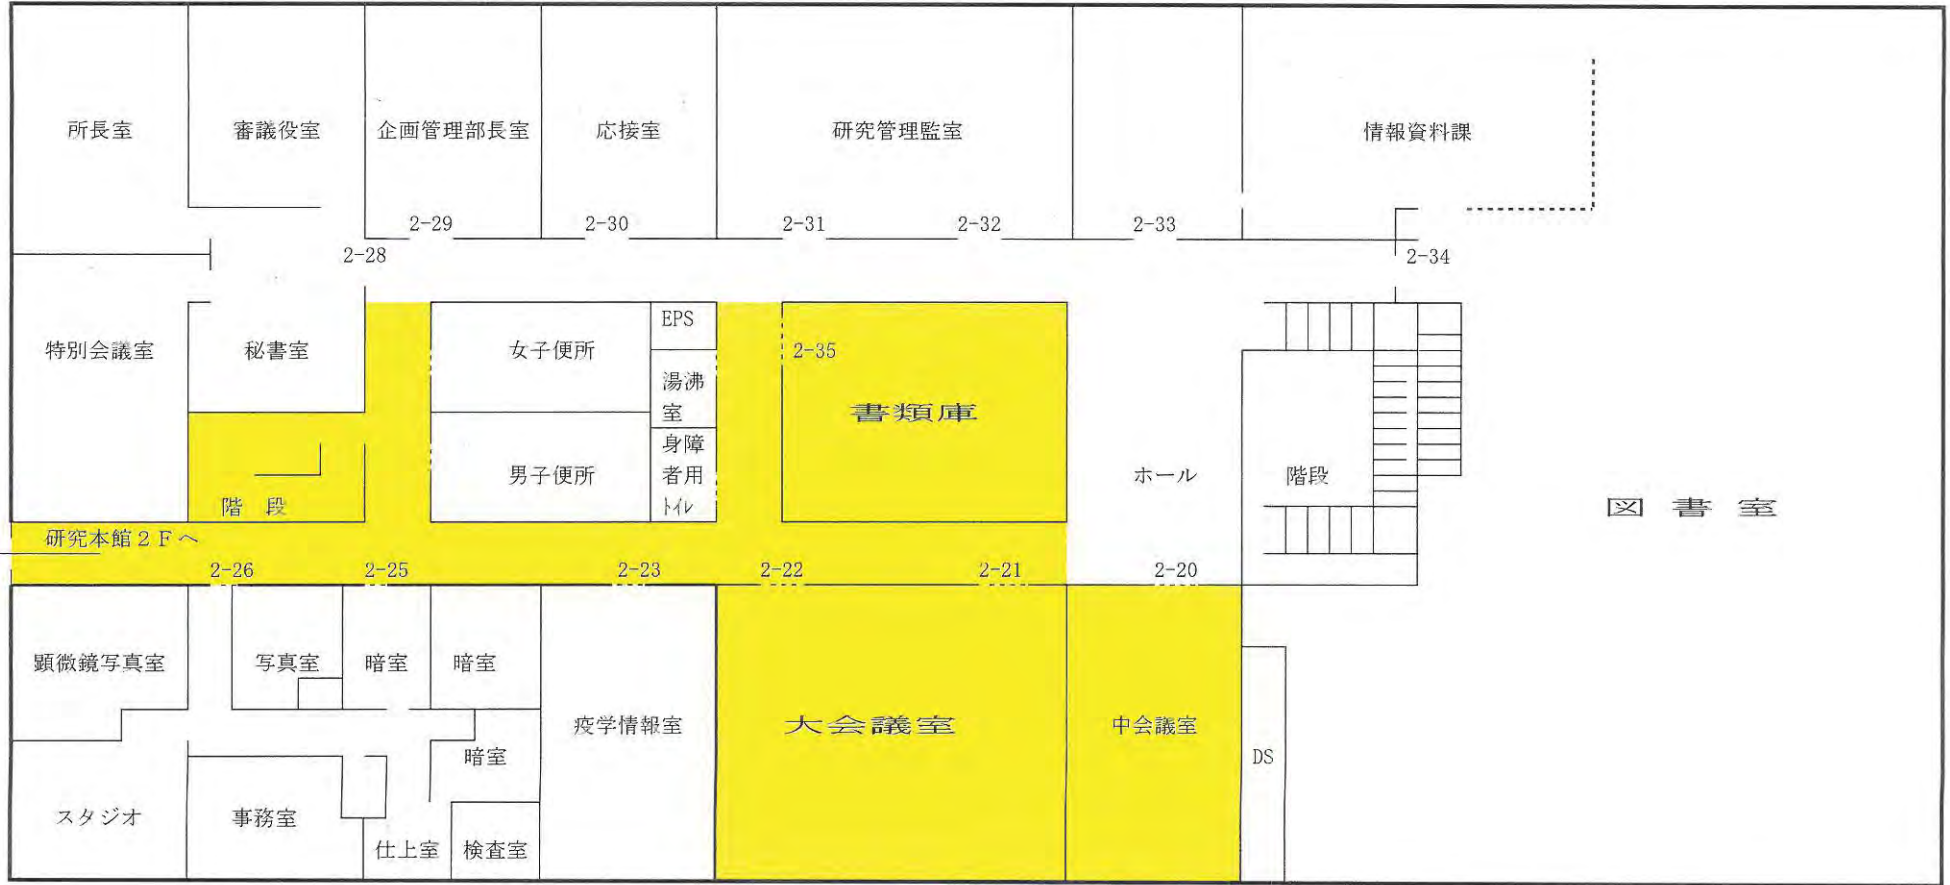 所長室
審議役室
企画管理部長室
応接室
研究管理監室
情報資料課
2-29
2-30
2-31
2-32
2-33
2-28
2-34
特別会議室
秘書室
女子便所
EPS
2-35
湯沸
室
書類庫
身障
者用
トイレ
男子便所
ホール
階段
階 段
図 書 室
研究本館2Fへ
2-26
2-25
2-23
2-22
2-21
2-20
顕微鏡写真室
写真室
暗室
暗室
疫学情報室
大会議室
中会議室
暗室
DS
スタジオ
事務室
仕上室
検査室